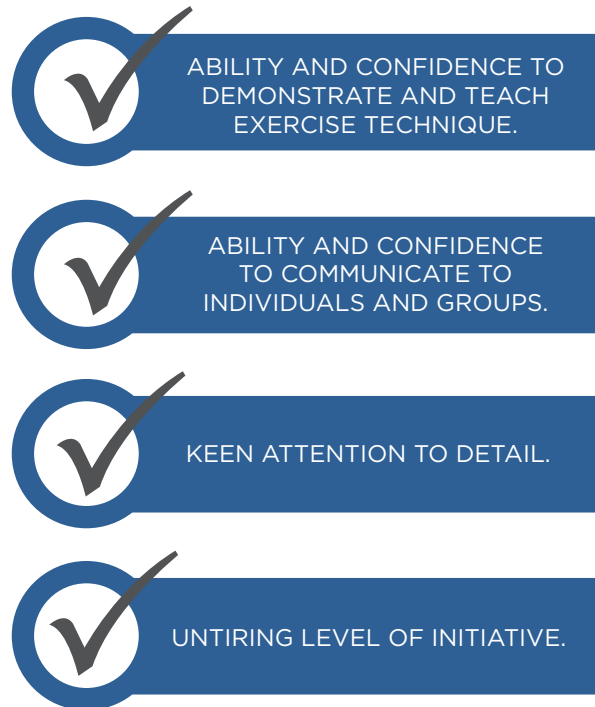 ABILITY AND CONFIDENCE TO
DEMONSTRATE AND TEACH
EXERCISE TECHNIQUE.
ABILITY AND CONFIDENCE
TO COMMUNICATE TO
INDIVIDUALS AND GROUPS.
KEEN ATTENTION TO DETAIL.
UNTIRING LEVEL OF INITIATIVE.